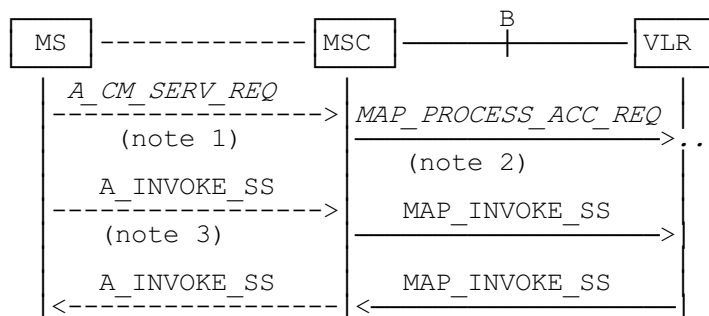 B
MS MSC VLR
A_CM_SERV_REQ
MAP_PROCESS_ACC_REQ
(note 1)
..
(note 2)
A_INVOKE_SS
MAP_INVOKE_SS
(note 3)
A_INVOKE_SS MAP_INVOKE_SS